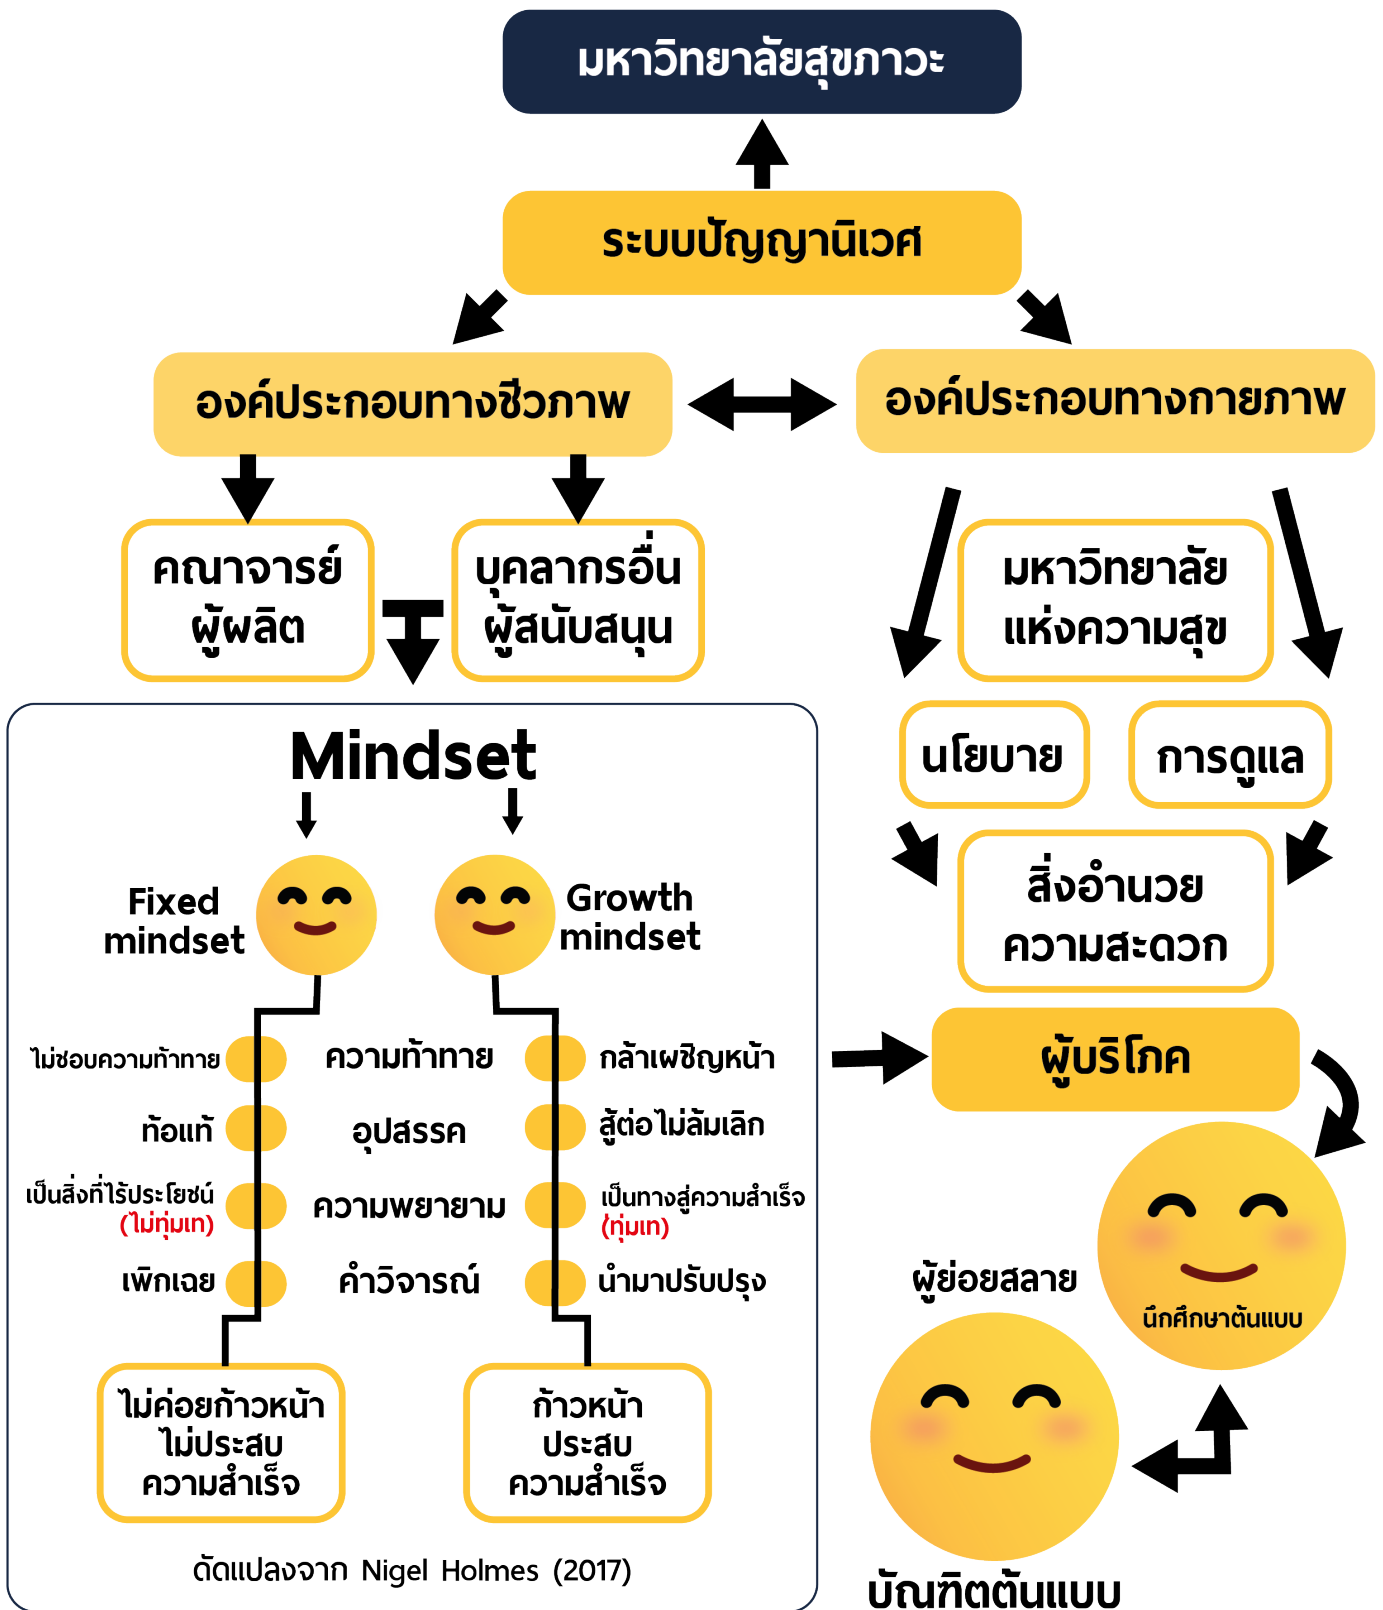 มหาวิทยาลัยสุขภาวะ
ระบบปัญญานิเวศ
องค์ประกอบทางชีวภาพ
องค์ประกอบทางกายภาพ
คณาจารย์
ผู้ผลิต
บุคลากรอื่น
ผู้สนับสนุน
มหาวิทยาลัย
แห่งความสุข
นโยบาย
การดูแล
สิ่งอำนวย
ความสะดวก
Mindset
Fixed
mindset
Growth
mindset
ไม่ชอบความท้าทาย
ความท้าทาย
กล้าเผชิญหน้า
ท้อแท้
อุปสรรค
สู้ต่อไม่ล้มเลิก
เป็นสิ่งที่ไร้ประโยชน์
(ไม่ทุ่มเท)
ความพยายาม
เป็นทางสู่ความสำเร็จ
(ทุ่มเท)
เพิกเฉย
คำวิจารณ์
นำมาปรับปรุง
ไม่ค่อยก้าวหน้า
ไม่ประสบ
ความสำเร็จ
ก้าวหน้า
ประสบ
ความสำเร็จ
ดัดแปลงจาก Nigel Holmes (2017)
ผู้บริโภค
นึกศึกษาต้นแบบ
ผู้ย่อยสลาย
บัณฑิตต้นแบบ